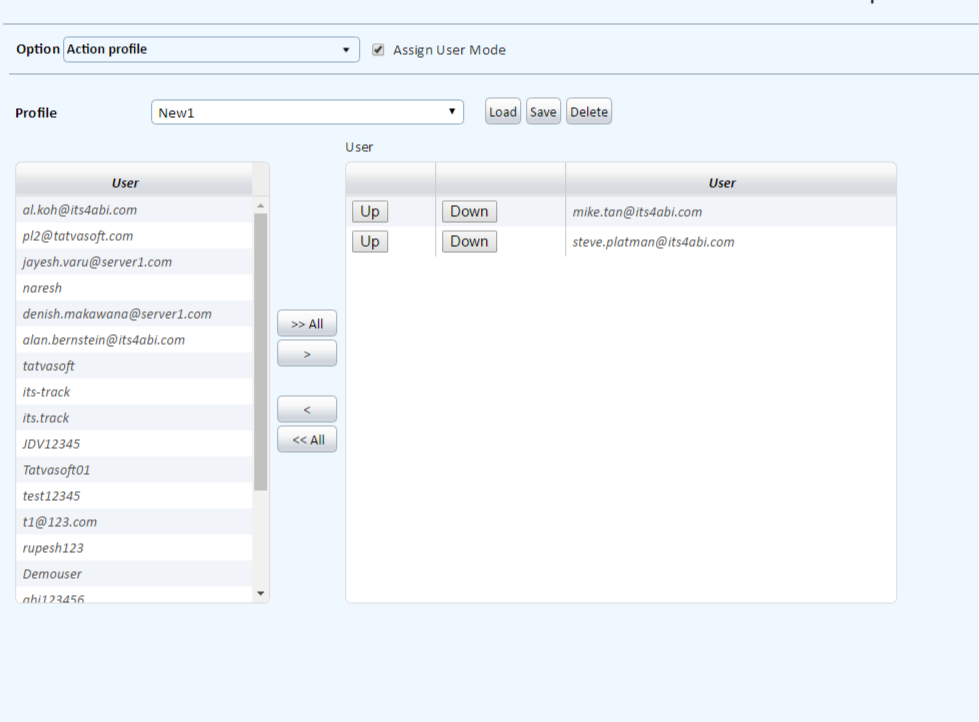 Option Action profile Assign User Mode
Profile New1 Load Save Delete
User
User
al.koh@its4abi.com
pl2@tatvasoft.com
jayesh.varu@server1.com
naresh
denish.makawana@server1.com
alan.bernstein@its4abi.com
tatvasoft
its-track
its.track
JDV12345
Tatvasoft01
test12345
t1@123.com
rupesh123
Demouser
abi123456
>> All
>
<
<< All
User
Up Down mike.tan@its4abi.com
Up Down steve.platman@its4abi.com